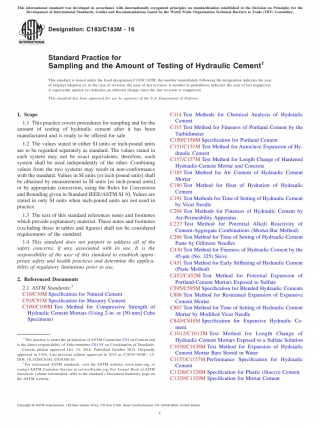 This international standard was developed in accordance with internationally recognized principles on standardization established in the Decision on Principles for the
Development of International Standards, Guides and Recommendations issued by the World Trade Organization Technical Barriers to Trade (TBT) Committee.
Designation: C183/C183M – 16
INTERNATIONAL
Standard Practice for
Sampling and the Amount of Testing of Hydraulic Cement1
This standard is issued under the fixed designation C183/C183M; the number immediately following the designation indicates the year
of original adoption or, in the case of revision, the year of last revision. A number in parentheses indicates the year of last reapproval.
A superscript epsilon (ε) indicates an editorial change since the last revision or reapproval.
This standard has been approved for use by agencies of the U.S. Department of Defense.
1. Scope
1.1 This practice covers procedures for sampling and for the
amount of testing of hydraulic cement after it has been
manufactured and is ready to be offered for sale.
1.2 The values stated in either SI units or inch-pound units
are to be regarded separately as standard. The values stated in
each system may not be exact equivalents; therefore, each
system shall be used independently of the other. Combining
values from the two systems may result in non-conformance
with the standard. Values in SI units [or inch-pound units] shall
be obtained by measurement in SI units [or inch-pound units]
or by appropriate conversion, using the Rules for Conversion
and Rounding given in Standard IEEE/ASTM SI 10. Values are
stated in only SI units when inch-pound units are not used in
practice
1.3 The text of this standard references notes and footnotes
which provide explanatory material. These notes and footnotes
(excluding those in tables and figures) shall not be considered
requirements of the standard.
1.4 This standard does not purport to address all of the
safety concerns, if any, associated with its use. It is the
responsibility of the user of this standard to establish appro-
priate safety and health practices and determine the applica-
bility of regulatory limitations prior to use.
2. Referenced Documents
2.1 ASTM Standards:2
C10/C10M Specification for Natural Cement
C91/C91M Specification for Masonry Cement
C109/C109M Test Method for Compressive Strength of
Hydraulic Cement Mortars (Using 2-in. or [50-mm] Cube
Specimens)
1 This practice is under the jurisdiction of ASTM Committee C01 on Cement and
is the direct responsibility of Subcommittee C01.95 on Coordination of Standards.
2 For referenced ASTM standards, visit the ASTM website, www.astm.org, or
contact ASTM Customer Service at service@astm.org. For Annual Book of ASTM
Standards volume information, refer to the standard's Document Summary page on
the ASTM website.
C114 Test Methods for Chemical Analysis of Hydraulic
Cement
C115 Test Method for Fineness of Portland Cement by the
Turbidimeter
C150/C150M Specification for Portland Cement
C151/C151M Test Method for Autoclave Expansion of Hy-
draulic Cement
C157/C157M Test Method for Length Change of Hardened
Hydraulic-Cement Mortar and Concrete
C185 Test Method for Air Content of Hydraulic Cement
Mortar
C186 Test Method for Heat of Hydration of Hydraulic
Cement
C191 Test Methods for Time of Setting of Hydraulic Cement
by Vicat Needle
C204 Test Methods for Fineness of Hydraulic Cement by
Air-Permeability Apparatus
C227 Test Method for Potential Alkali Reactivity of
Cement-Aggregate Combinations (Mortar-Bar Method)
C266 Test Method for Time of Setting of Hydraulic-Cement
Paste by Gillmore Needles
C430 Test Method for Fineness of Hydraulic Cement by the
45-µm (No. 325) Sieve
C451 Test Method for Early Stiffening of Hydraulic Cement
(Paste Method)
C452/C452M Test Method for Potential Expansion of
Portland-Cement Mortars Exposed to Sulfate
C595/C595M Specification for Blended Hydraulic Cements
C806 Test Method for Restrained Expansion of Expansive
Cement Mortar
C807 Test Method for Time of Setting of Hydraulic Cement
Mortar by Modified Vicat Needle
C845/C845M Specification for Expansive Hydraulic Ce-
ment
C1012/C1012M Test Method for Length Change of
Hydraulic-Cement Mortars Exposed to a Sulfate Solution
C1038/C1038M Test Method for Expansion of Hydraulic
Cement Mortar Bars Stored in Water
C1157/C1157M Performance Specification for Hydraulic
Cement
C1328/C1328M Specification for Plastic (Stucco) Cement
C1329/C1329M Specification for Mortar Cement
Copyright © ASTM International, 100 Barr Harbor Drive, PO Box C700, West Conshohocken, PA 19428-2959. United States
1